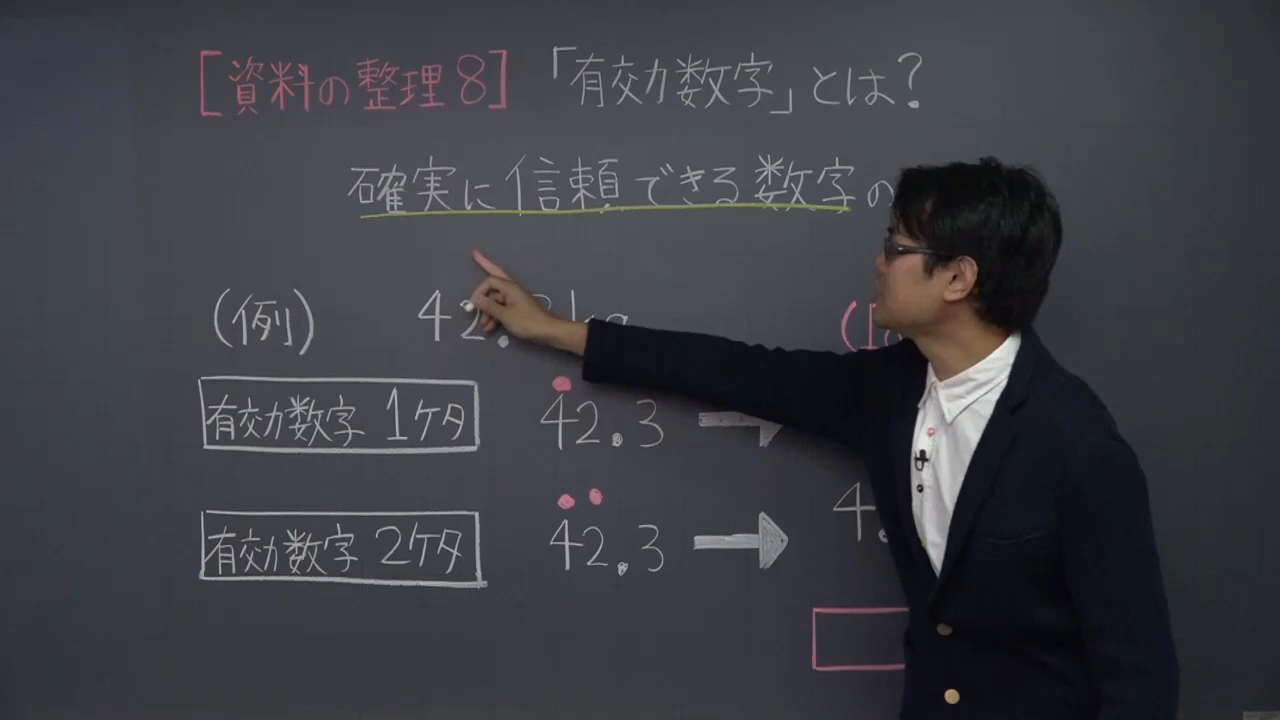 [資料の整理8] 「有効数字」とは?
確実に信頼できる数字の
(例) 42.
有効数字 1ケタ 42.3
有効数字 2ケタ 42.3 4.